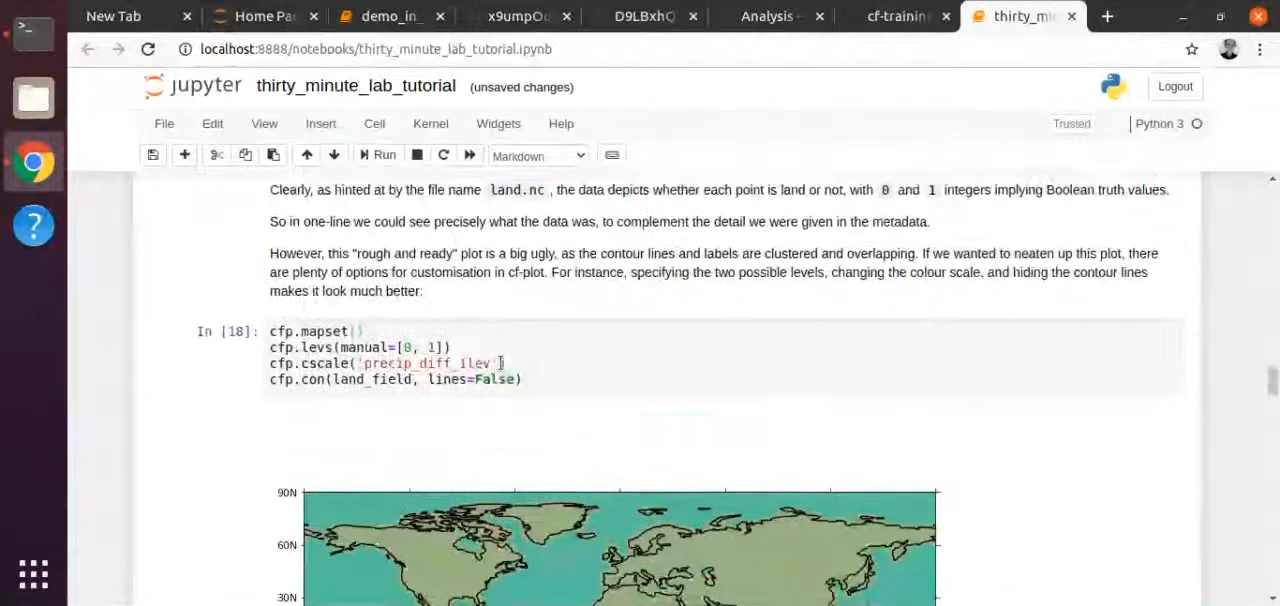 New Tab
Home Pa
demo_in_
x9umpO
D9LBxhQ
Analysis -
cf-trainin
thirty_mi
localhost:8888/notebooks/thirty_minute_lab_tutorial.ipynb
jupyter thirty_minute_lab_tutorial (unsaved changes)
Logout
File Edit View Insert Cell Kernel Widgets Help
Trusted
Python 3
Run
Markdown
Clearly, as hinted at by the file name land.nc , the data depicts whether each point is land or not, with 0 and 1 integers implying Boolean truth values.
So in one-line we could see precisely what the data was, to complement the detail we were given in the metadata.
However, this "rough and ready" plot is a big ugly, as the contour lines and labels are clustered and overlapping. If we wanted to neaten up this plot, there
are plenty of options for customisation in cf-plot. For instance, specifying the two possible levels, changing the colour scale, and hiding the contour lines
makes it look much better:
In [18]: cfp.mapset()
cfp.levs(manual=[0, 1])
cfp.cscale('precip_diff_1lev')
cfp.con(land_field, lines=False)
90N
60N
30N